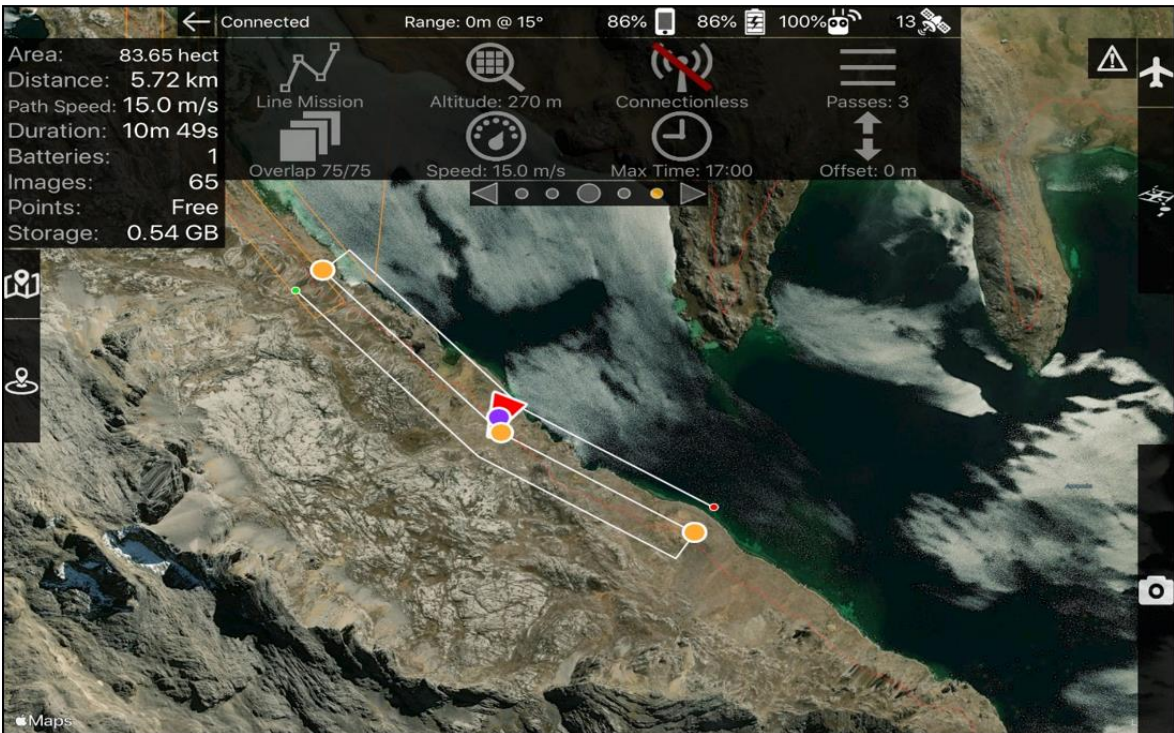 Connected
Range: 0m @ 15°
86%
86%
100%
13
Area: 83.65 hect
Distance: 5.72 km
Path Speed: 15.0 m/s
Duration: 10m 49s
Batteries: 1
Images: 65
Points: Free
Storage: 0.54 GB
Line Mission
Altitude: 270 m
Connectionless
Passes: 3
Overlap 75/75
Speed: 15.0 m/s
Max Time: 17:00
Offset: 0 m
Maps